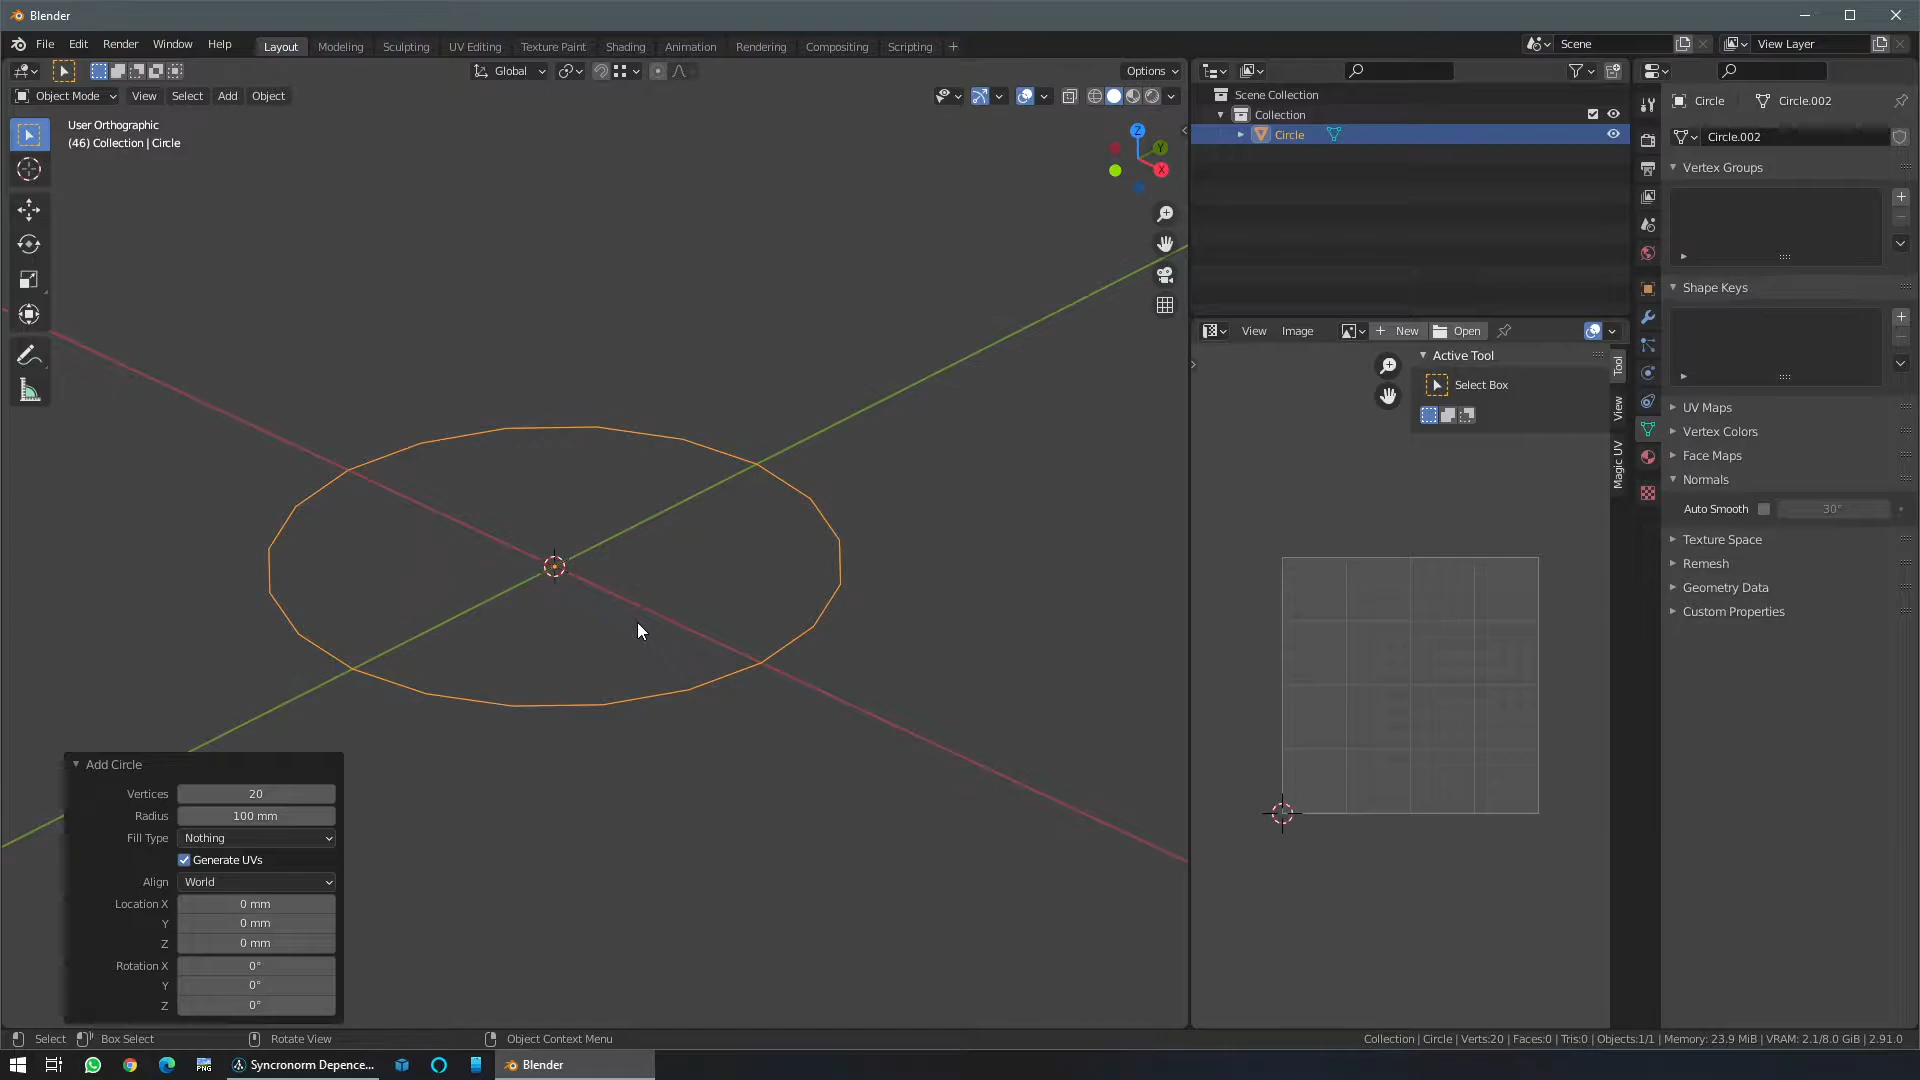 Blender
File Edit Render Window Help
Layout Modeling Sculpting UV Editing Texture Paint Shading Animation Rendering Compositing Scripting +
Scene
View Layer
Global
Options
Object Mode View Select Add Object
User Orthographic
(46) Collection | Circle
Z
Y
X
Scene Collection
Collection
Circle
View Image
New
Open
Active Tool
Select Box
Tool
View
Magic UV
Circle
Circle.002
Circle.002
Vertex Groups
Shape Keys
UV Maps
Vertex Colors
Face Maps
Normals
Auto Smooth 30°
Texture Space
Remesh
Geometry Data
Custom Properties
Add Circle
Vertices 20
Radius 100 mm
Fill Type Nothing
Generate UVs
Align World
Location X 0 mm
Y 0 mm
Z 0 mm
Rotation X 0°
Y 0°
Z 0°
Select Box Select Rotate View Object Context Menu
Collection | Circle | Verts:20 | Faces:0 | Tris:0 | Objects:1/1 | Memory: 23.9 MiB | VRAM: 2.1/8.0 GiB | 2.91.0
PNG
Syncronorm Depence...
Blender